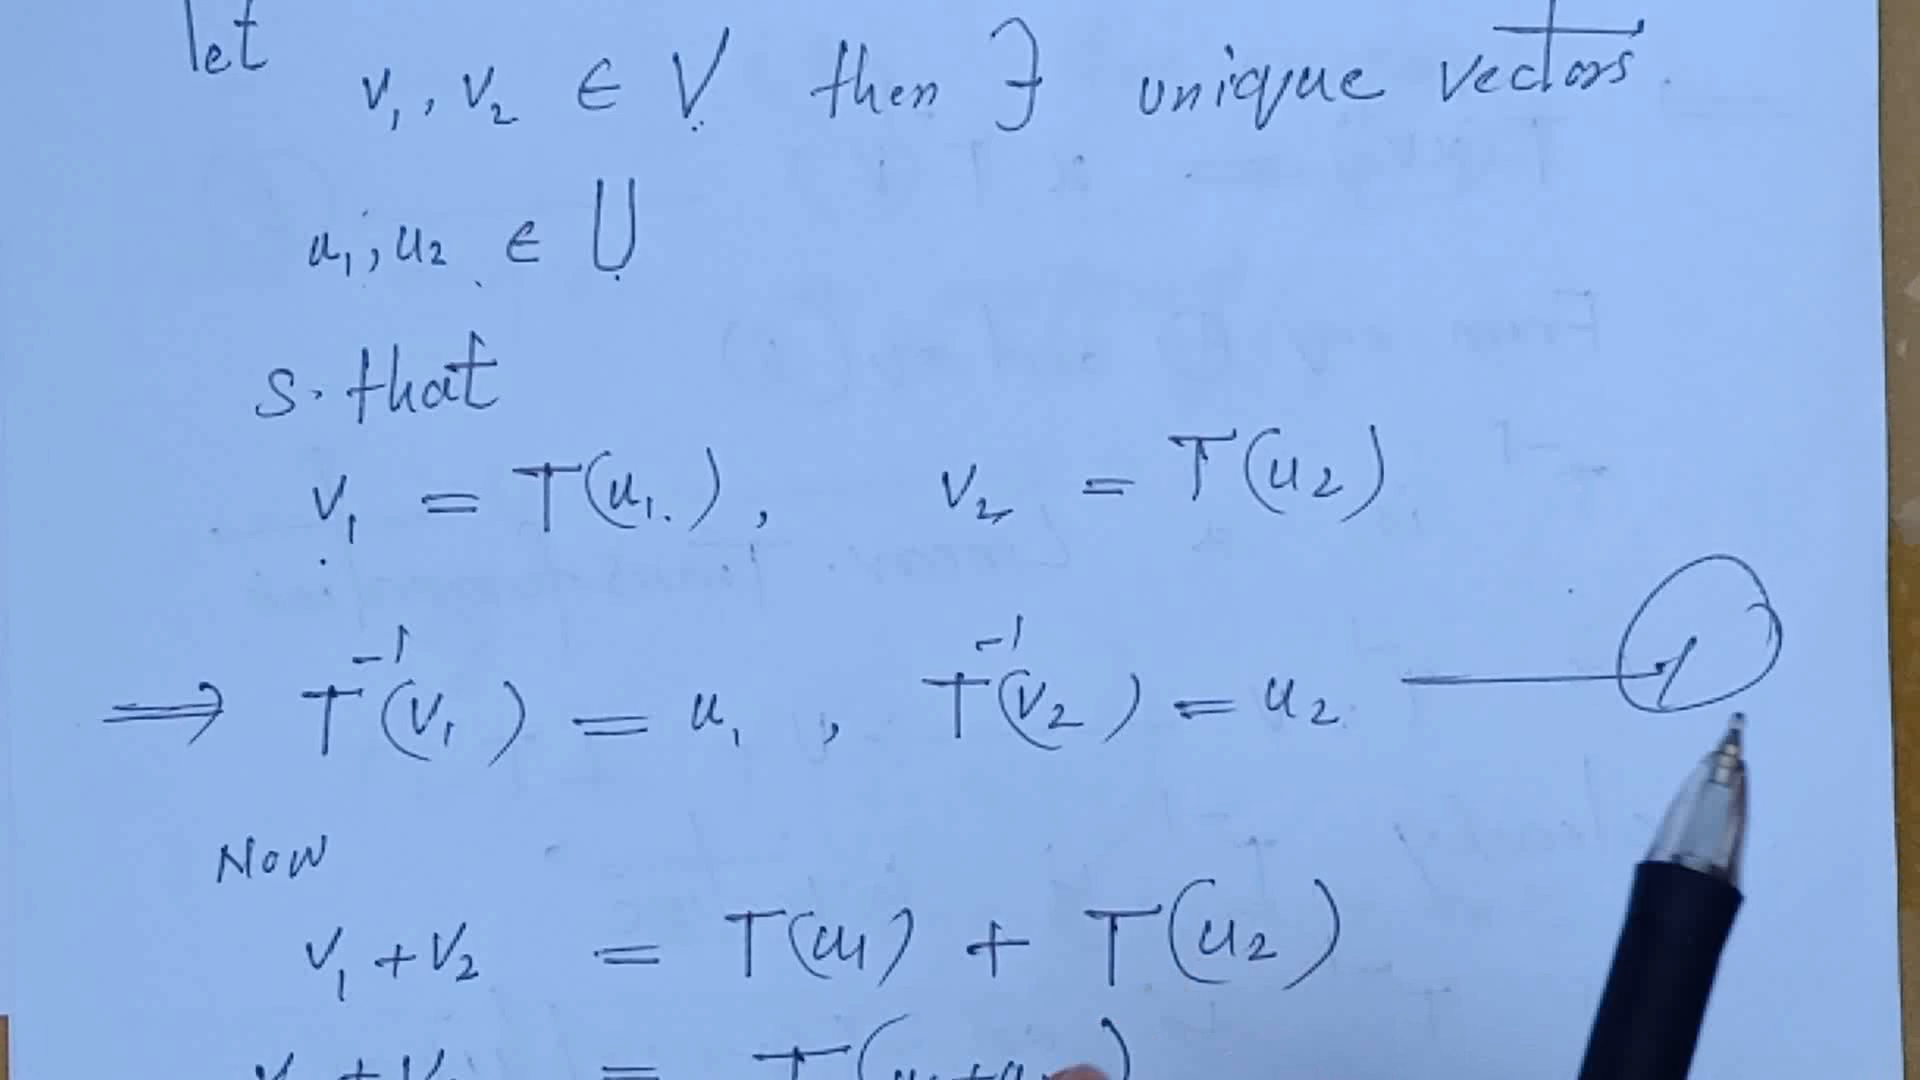 let v₁, v₂ ∈ V then ∃ unique vectors
u₁, u₂ ∈ U
s. that
v₁ = T(u₁), v₂ = T(u₂)
⇒ T⁻¹(v₁) = u₁, T⁻¹(v₂) = u₂ — 1
Now
v₁ + v₂ = T(u₁) + T(u₂)